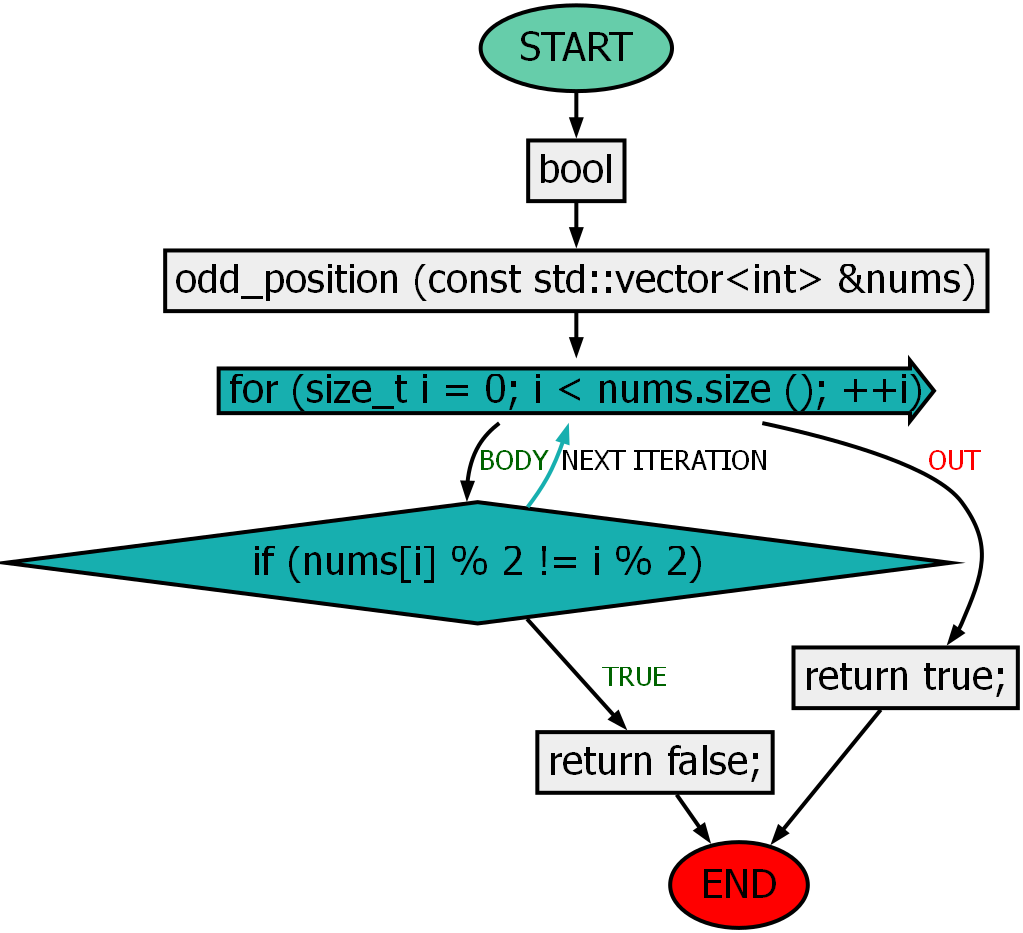 START
bool
odd_position (const std::vector<int> &nums)
for (size_t i = 0; i < nums.size (); ++i)
BODY
NEXT ITERATION
OUT
if (nums[i] % 2 != i % 2)
TRUE
return true;
return false;
END